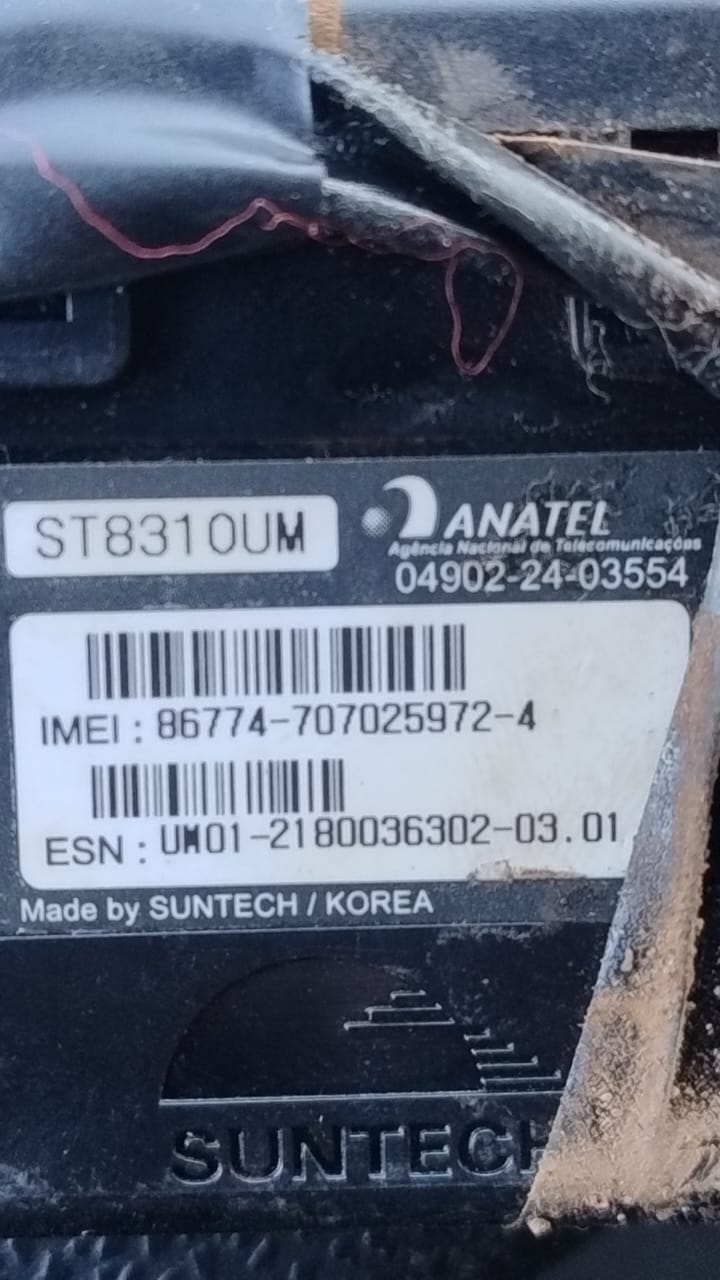 ST8310UM
ANATEL
Agência Nacional de Telecomunicações
04902-24-03554
IMEI : 86774-707025972-4
ESN : UM01-2180036302-03.01
Made by SUNTECH / KOREA
SUNTECH